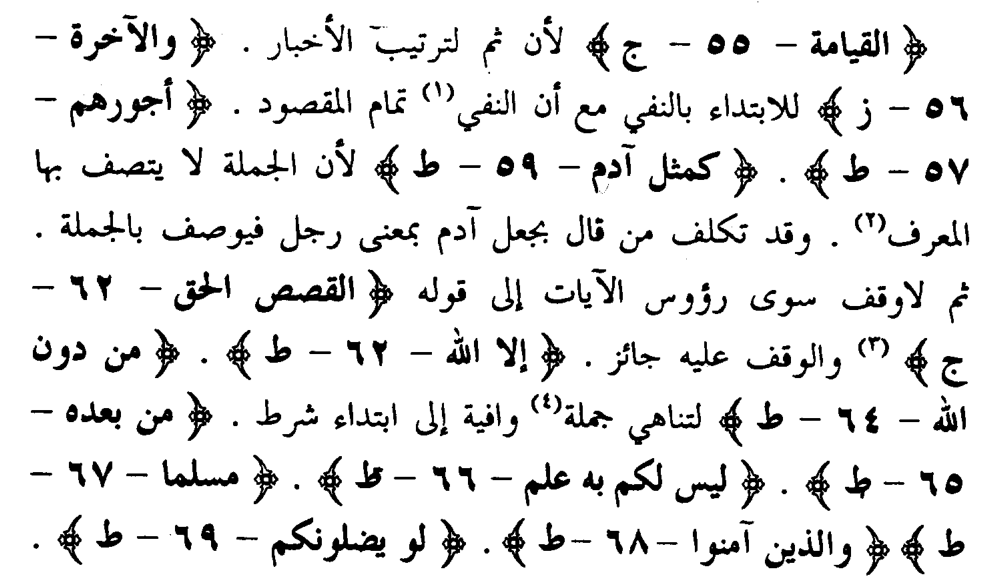 ﴿ القيامة – ٥٥ – ج ﴾ لأن ثم لترتيب الأخبار . ﴿ والآخرة –
٥٦ – ز ﴾ للابتداء بالنفي مع أن النفي(١) تمام المقصود . ﴿ أجورهم –
٥٧ – ط ﴾ . ﴿ كمثل آدم – ٥٩ – ط ﴾ لأن الجملة لا يتصف بها
المعرف(٢) . وقد تكلف من قال بجعل آدم بمعنى رجل فيوصف بالجملة .
ثم لاوقف سوى رؤوس الآيات إلى قوله ﴿ القصص الحق – ٦٢ –
ج ﴾ (٣) والوقف عليه جائز . ﴿ إلا الله – ٦٢ – ط ﴾ . ﴿ من دون
الله – ٦٤ – ط ﴾ لتناهي جملة(٤) وافية إلى ابتداء شرط . ﴿ من بعده –
٦٥ – ط ﴾ . ﴿ ليس لكم به علم – ٦٦ – ط ﴾ . ﴿ مسلما – ٦٧ –
ط ﴾ ﴿ والذين آمنوا – ٦٨ –ط ﴾ . ﴿ لو يضلونكم – ٦٩ – ط ﴾ .